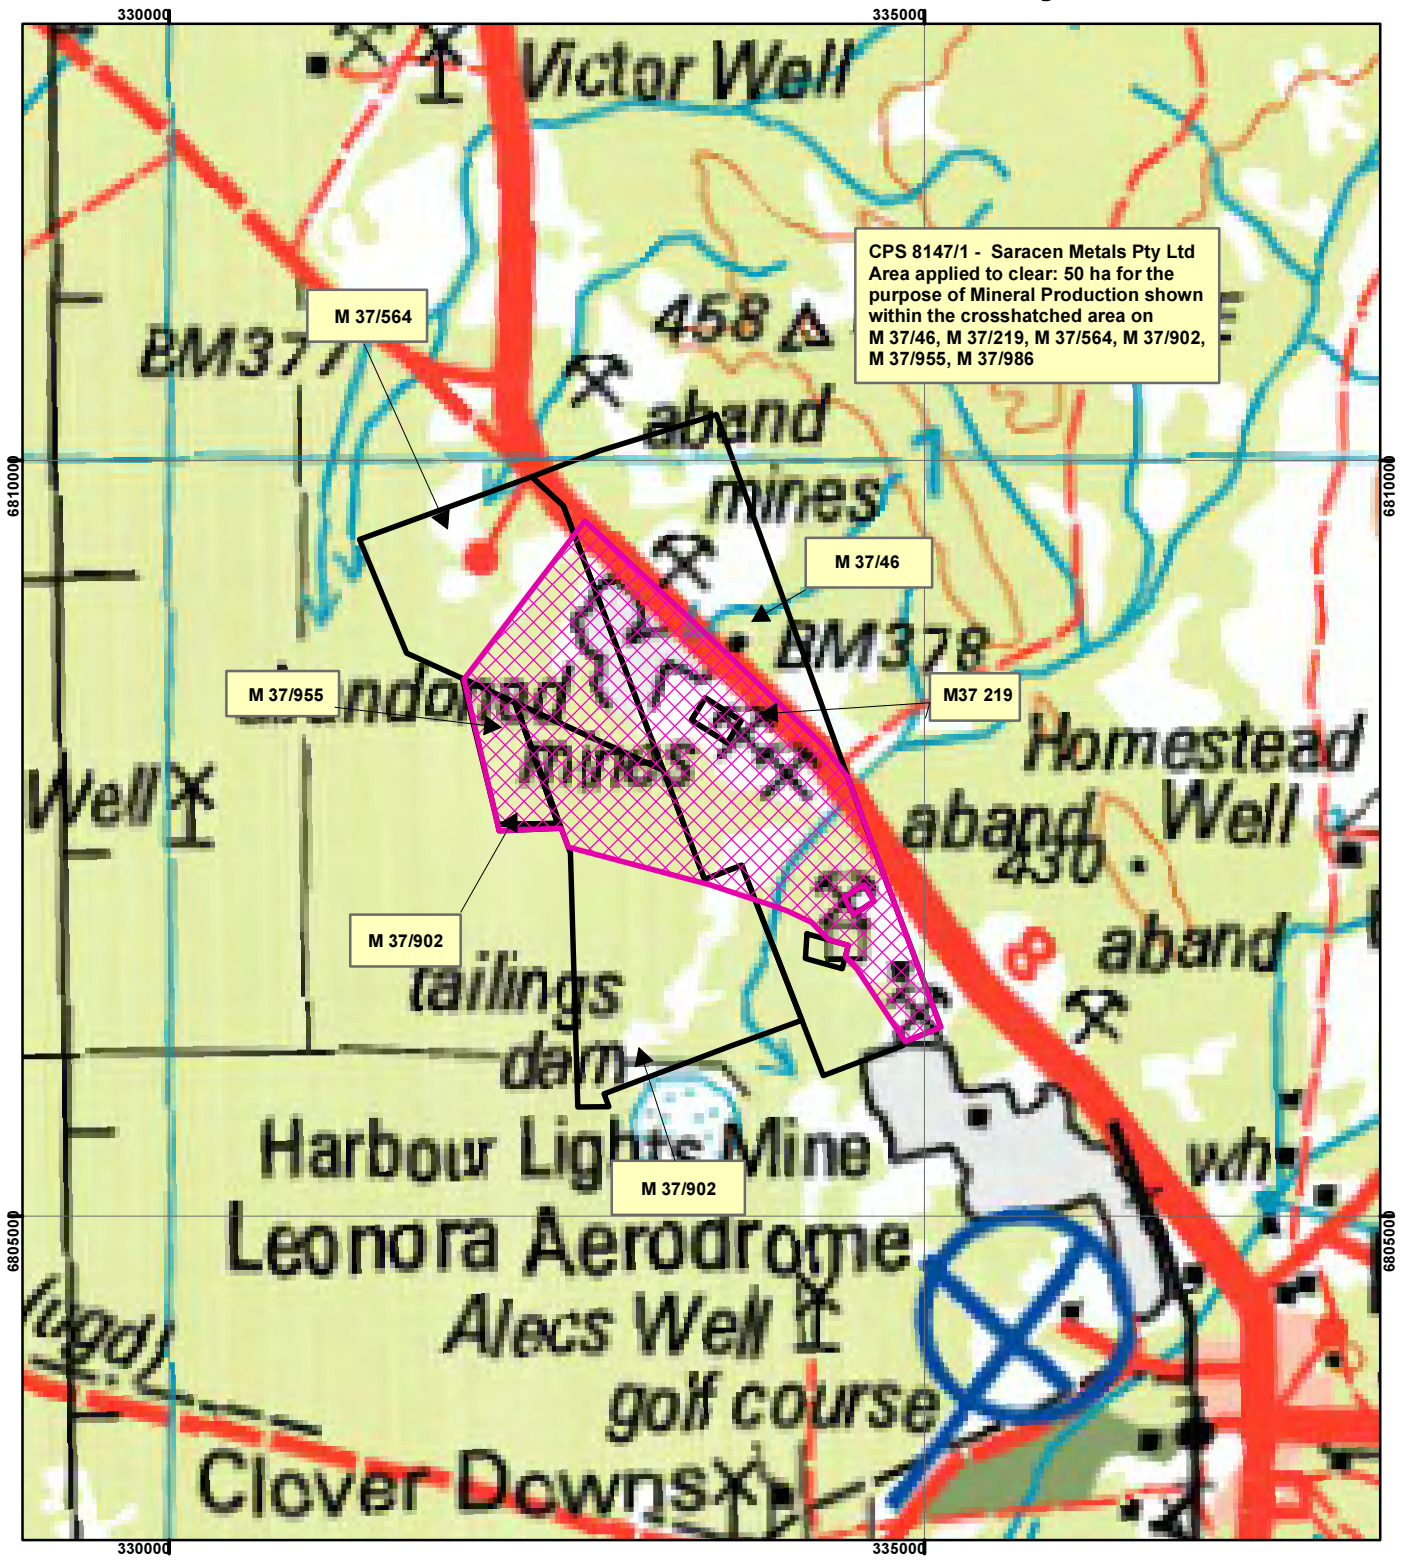 330000
335000
Victor Well
CPS 8147/1 - Saracen Metals Pty Ltd
Area applied to clear: 50 ha for the
purpose of Mineral Production shown
within the crosshatched area on
M 37/46, M 37/219, M 37/564, M 37/902,
M 37/955, M 37/986
M 37/564
458
BM377
aband
mines
6810000
6810000
M 37/46
BM378
M 37/955
M37 219
mines
Homestead
Well
Well
aband
430
M 37/902
aband
8
tailings
dam
Harbour Lights Mine
wh
M 37/902
Leonora Aerodrome
6805000
6805000
Alecs Well
golf course
Clover Downs
330000
335000